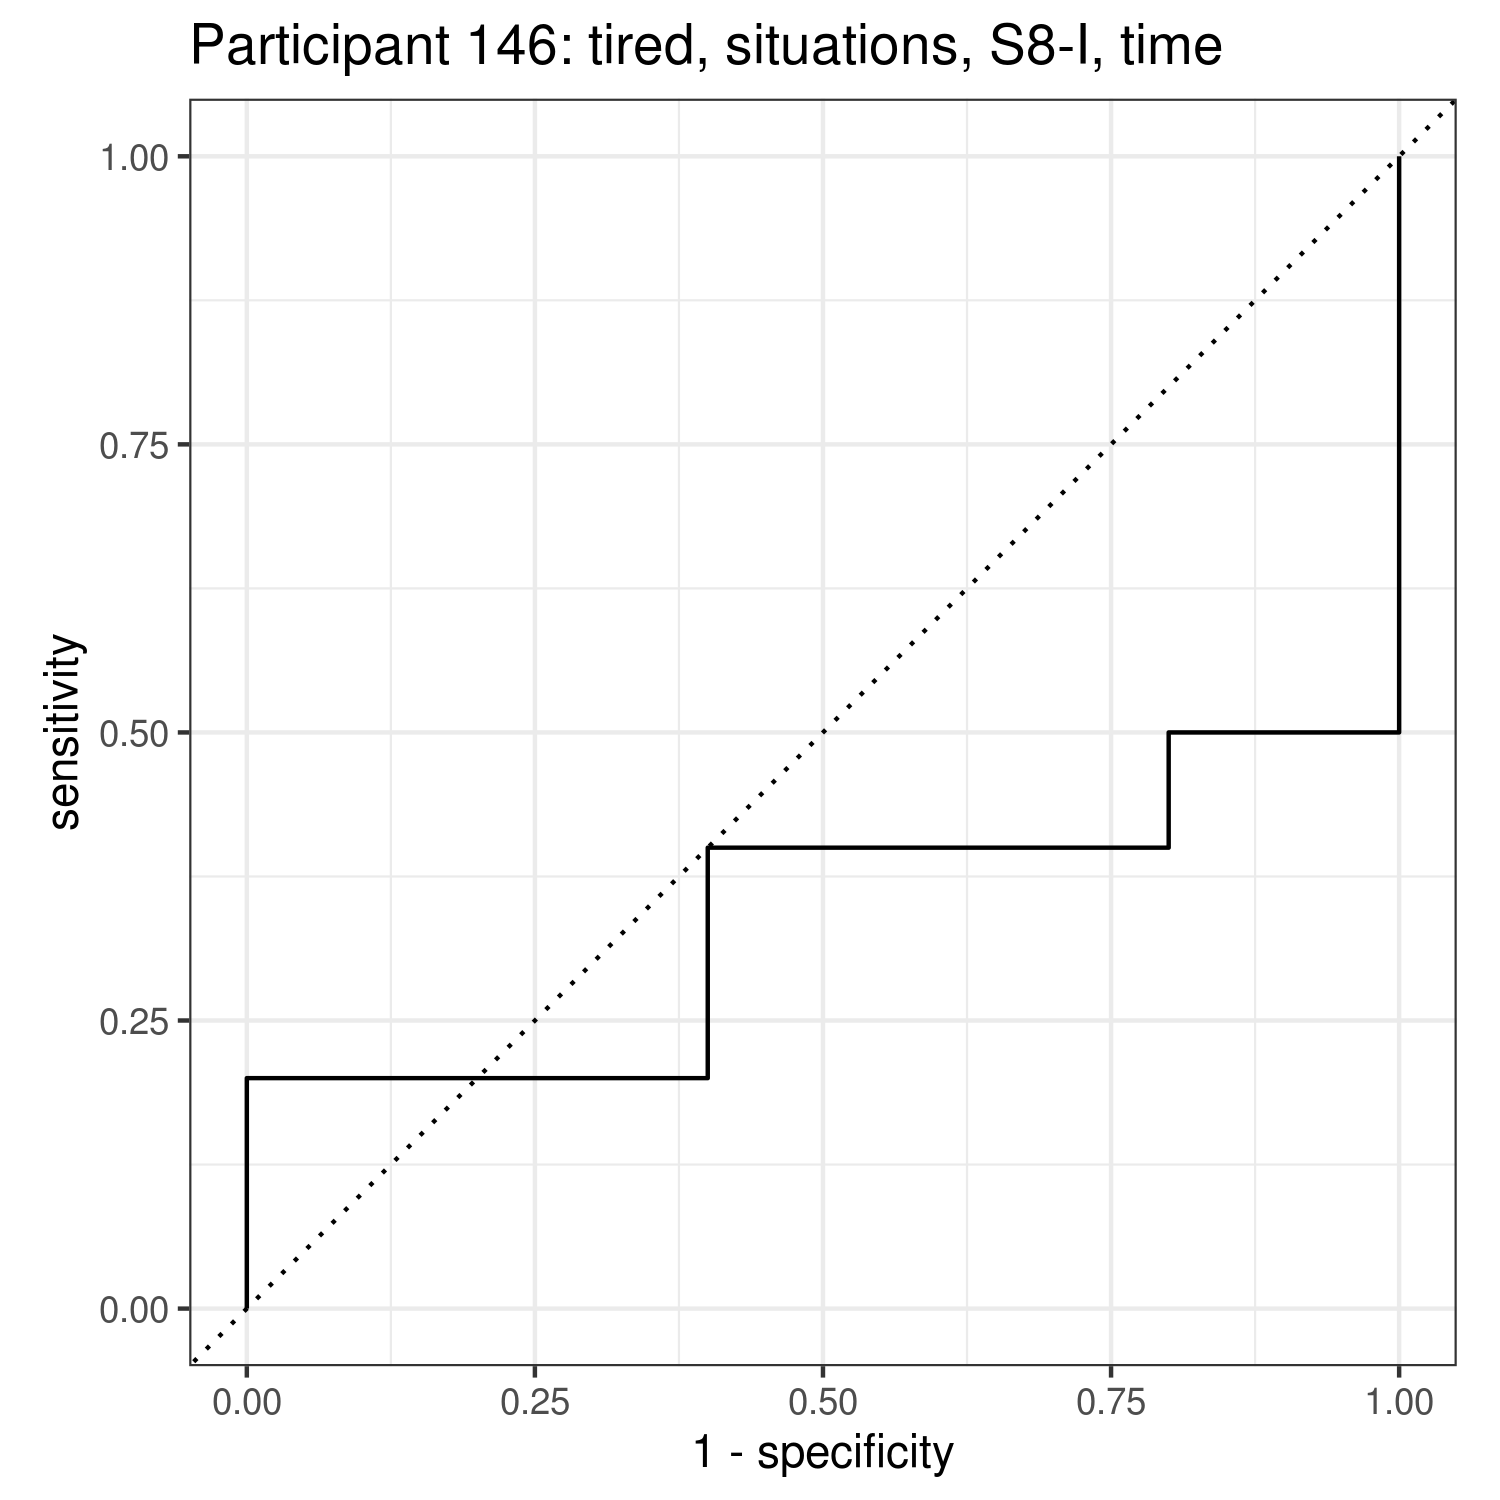 Participant 146: tired, situations, S8-I, time
1.00
0.75
0.50
0.25
0.00
sensitivity
0.00 0.25 0.50 0.75 1.00
1 - specificity